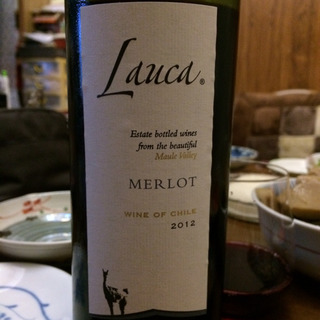 Lauca®
Estate bottled wines
from the beautiful
Maule Valley
MERLOT
WINE OF CHILE
2012